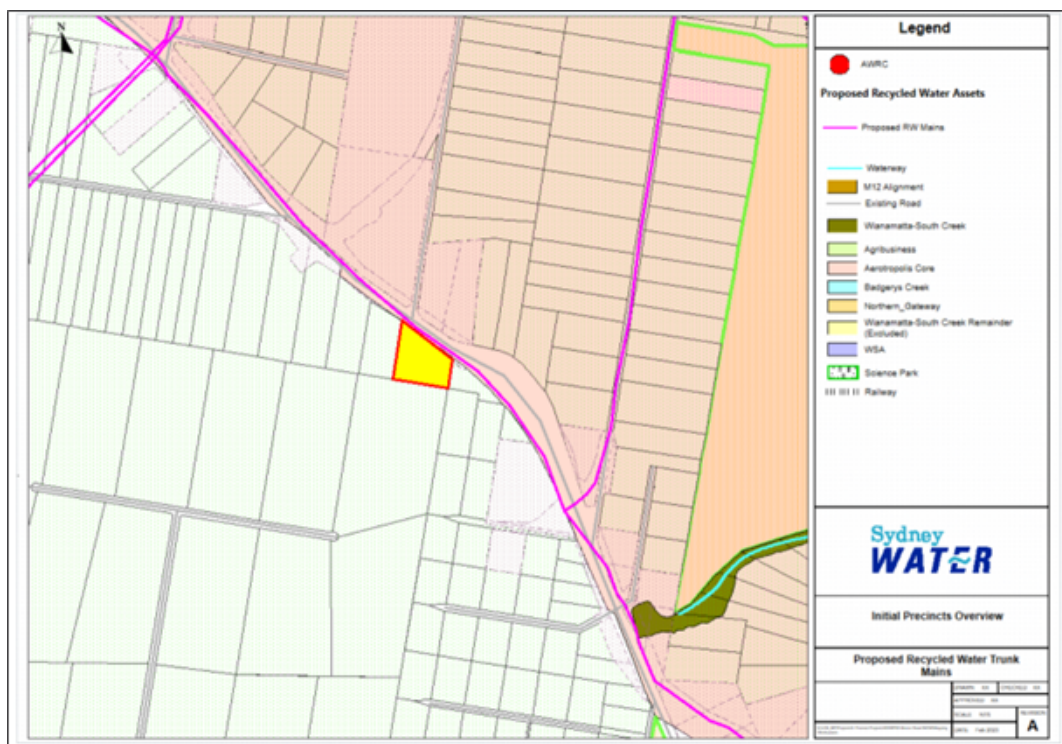 N
Legend
AWRC
Proposed Recycled Water Assets
Proposed RW Mains
Waterway
M12 Alignment
Existing Road
Wianamatta-South Creek
Agribusiness
Aerotropolis Core
Badgerys Creek
Northern_Gateway
Wianamatta-South Creek Remainder
(Excluded)
WSA
Science Park
Railway
Sydney
WATER
Initial Precincts Overview
Proposed Recycled Water Trunk
Mains
A